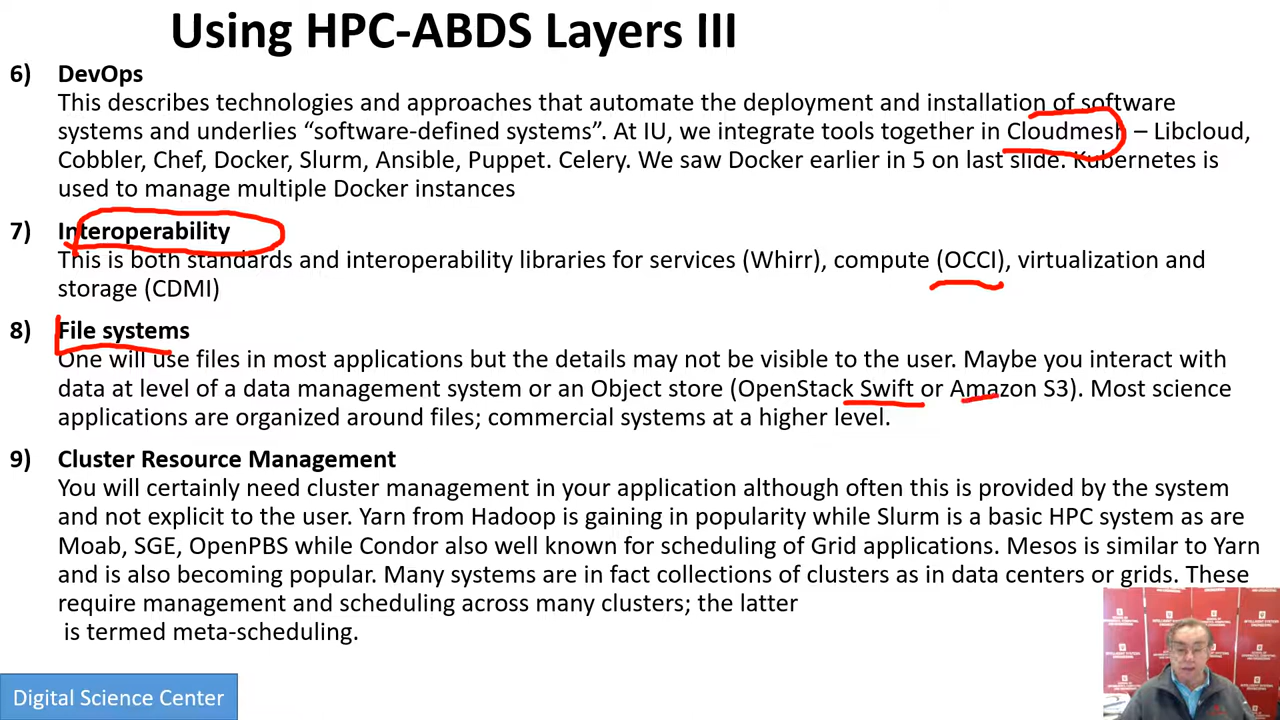 Using HPC-ABDS Layers III
6) DevOps
This describes technologies and approaches that automate the deployment and installation of software
systems and underlies “software-defined systems”. At IU, we integrate tools together in Cloudmesh – Libcloud,
Cobbler, Chef, Docker, Slurm, Ansible, Puppet. Celery. We saw Docker earlier in 5 on last slide. Kubernetes is
used to manage multiple Docker instances
7) Interoperability
This is both standards and interoperability libraries for services (Whirr), compute (OCCI), virtualization and
storage (CDMI)
8) File systems
One will use files in most applications but the details may not be visible to the user. Maybe you interact with
data at level of a data management system or an Object store (OpenStack Swift or Amazon S3). Most science
applications are organized around files; commercial systems at a higher level.
9) Cluster Resource Management
You will certainly need cluster management in your application although often this is provided by the system
and not explicit to the user. Yarn from Hadoop is gaining in popularity while Slurm is a basic HPC system as are
Moab, SGE, OpenPBS while Condor also well known for scheduling of Grid applications. Mesos is similar to Yarn
and is also becoming popular. Many systems are in fact collections of clusters as in data centers or grids. These
require management and scheduling across many clusters; the latter
is termed meta-scheduling.
Digital Science Center